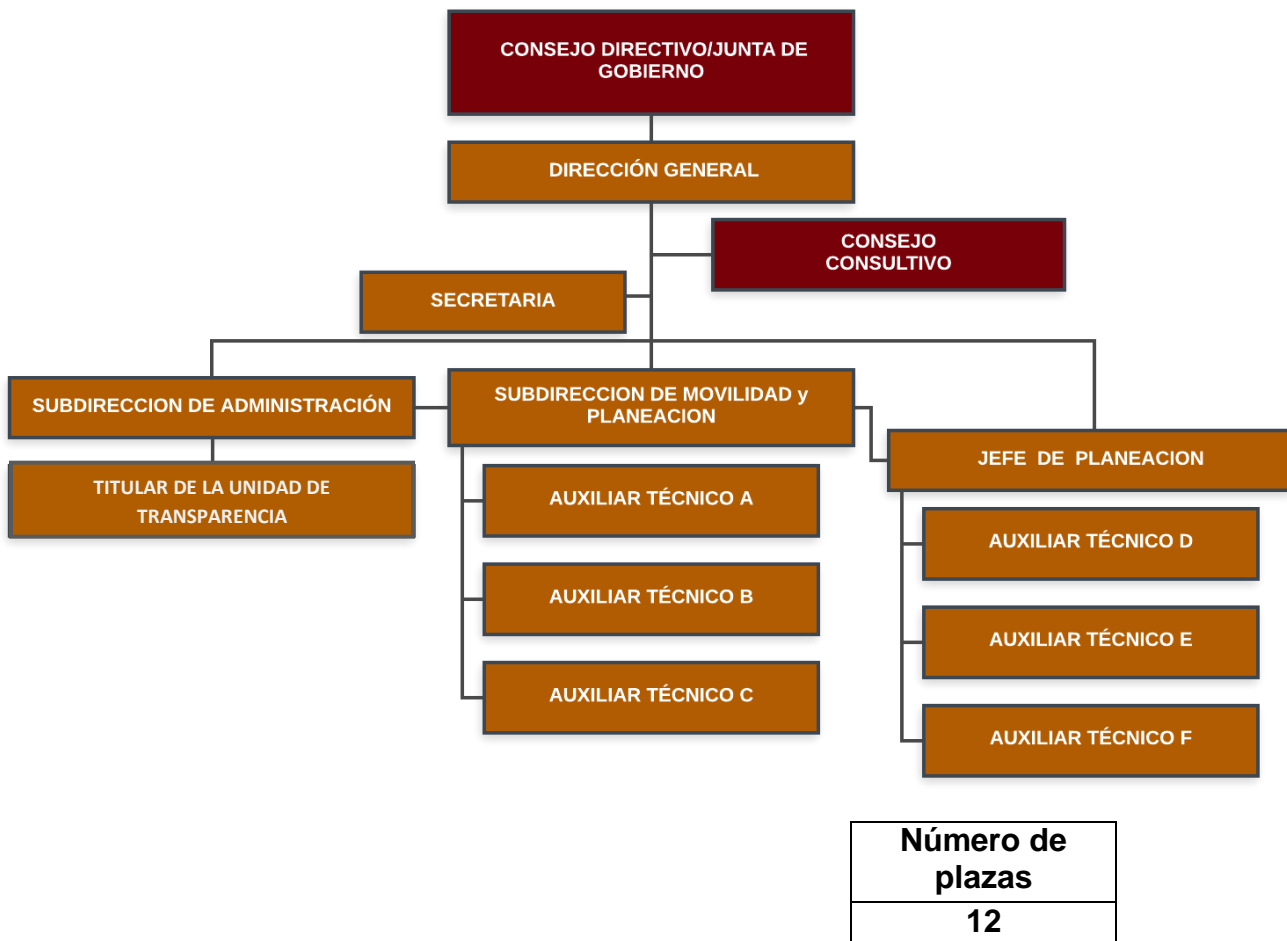 CONSEJO DIRECTIVO/JUNTA DE
GOBIERNO
DIRECCIÓN GENERAL
CONSEJO
CONSULTIVO
SECRETARIA
SUBDIRECCION DE ADMINISTRACIÓN
SUBDIRECCION DE MOVILIDAD y
PLANEACION
JEFE DE PLANEACION
TITULAR DE LA UNIDAD DE
TRANSPARENCIA
AUXILIAR TÉCNICO A
AUXILIAR TÉCNICO B
AUXILIAR TÉCNICO C
AUXILIAR TÉCNICO D
AUXILIAR TÉCNICO E
AUXILIAR TÉCNICO F
Número de
plazas
12